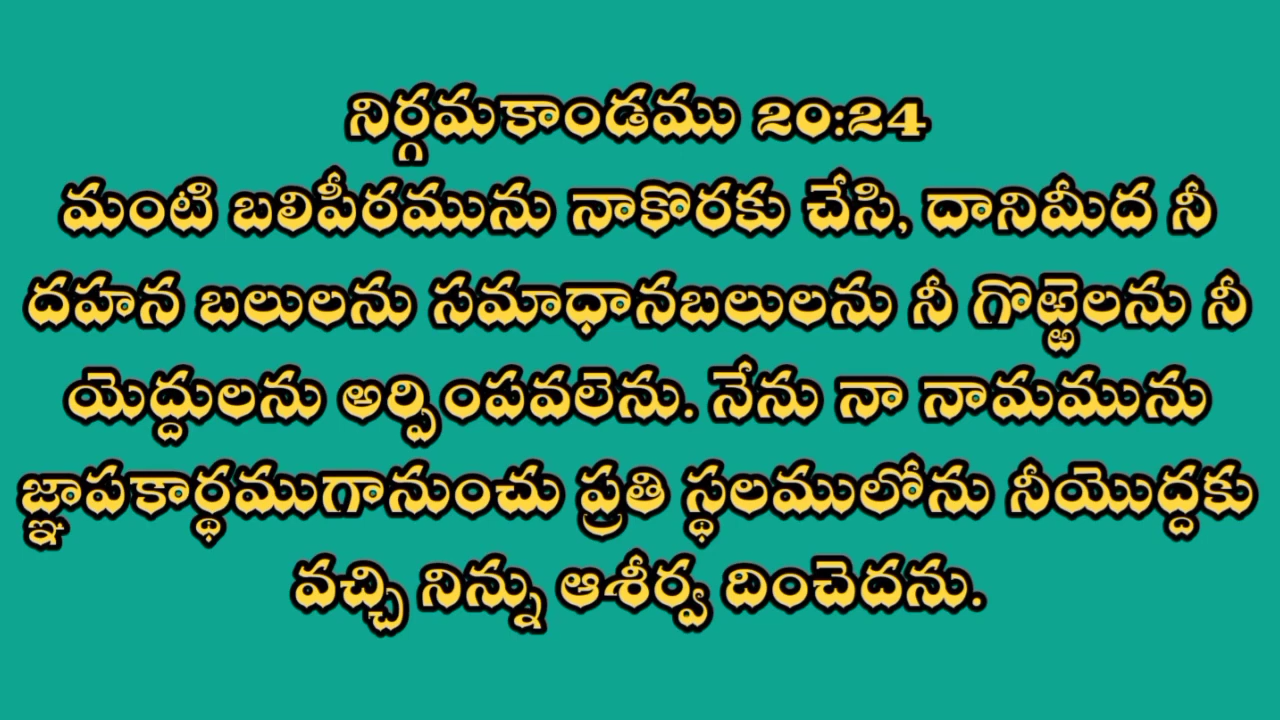 నిర్గమకాండము 20:24
మంటి బలిపీఠమును నాకొరకు చేసి, దానిమీద నీ
దహన బలులను సమాధానబలులను నీ గొఱ్ఱెలను నీ
యెద్దులను అర్పింపవలెను. నేను నా నామమును
జ్ఞాపకార్థముగానుంచు ప్రతి స్థలములోను నీయొద్దకు
వచ్చి నిన్ను ఆశీర్వ దించెదను.